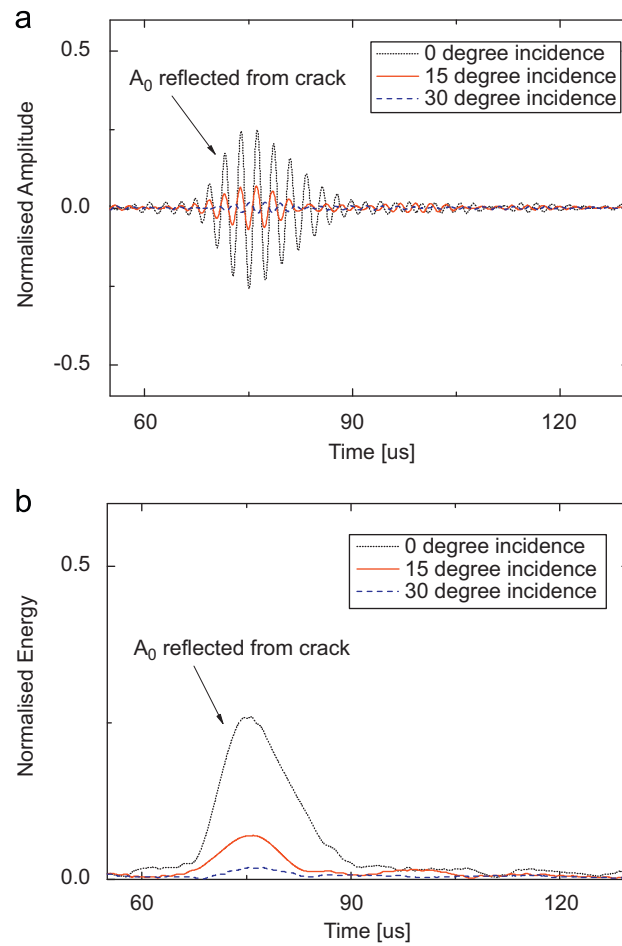 a
0.5
0 degree incidence
15 degree incidence
30 degree incidence
A0 reflected from crack
Normalised Amplitude
0.0
-0.5
60
90
120
Time [us]
b
0.5
0 degree incidence
15 degree incidence
30 degree incidence
A0 reflected from crack
Normalised Energy
0.0
60
90
120
Time [us]